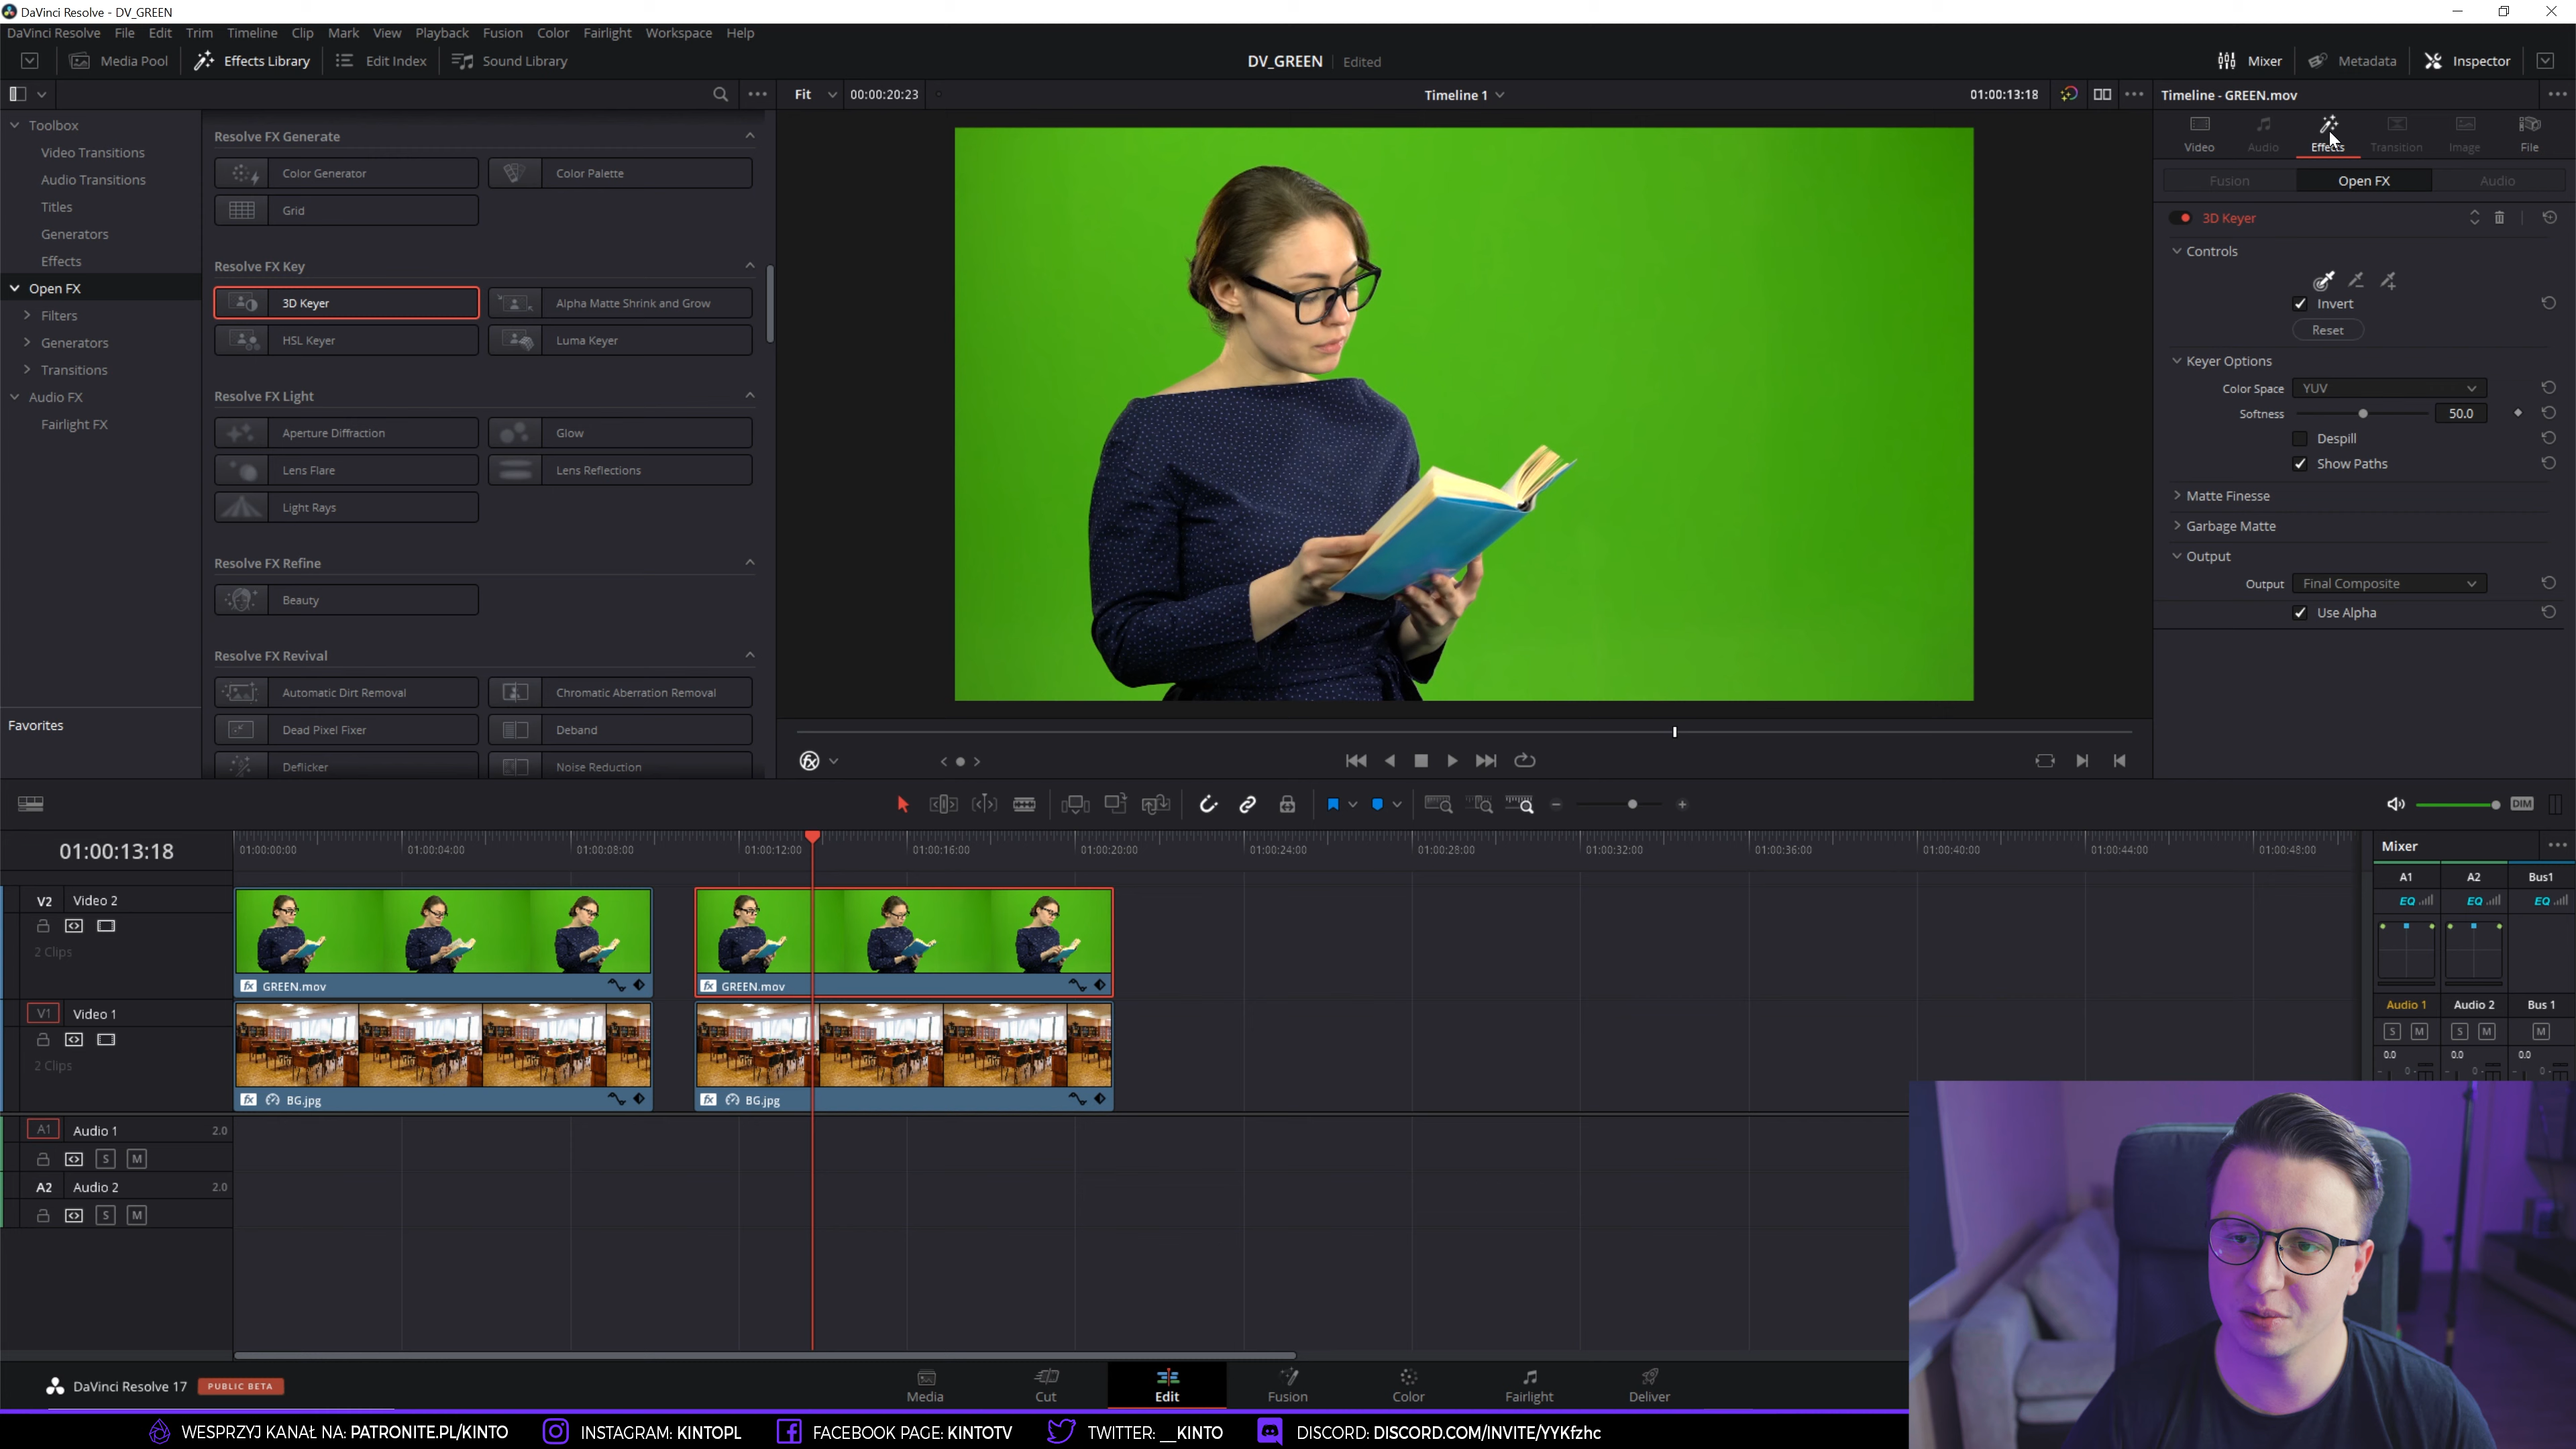 DaVinci Resolve - DV_GREEN
DaVinci Resolve File Edit Trim Timeline Clip Mark View Playback Fusion Color Fairlight Workspace Help
Media Pool Effects Library Edit Index Sound Library
DV_GREEN Edited
Mixer Metadata Inspector
Fit 00:00:20:23
Timeline 1
01:00:13:18
Timeline - GREEN.mov
Toolbox
Video Transitions
Audio Transitions
Titles
Generators
Effects
Open FX
Filters
Generators
Transitions
Audio FX
Fairlight FX
Favorites
Resolve FX Generate
Color Generator Color Palette
Grid
Resolve FX Key
3D Keyer Alpha Matte Shrink and Grow
HSL Keyer Luma Keyer
Resolve FX Light
Aperture Diffraction Glow
Lens Flare Lens Reflections
Light Rays
Resolve FX Refine
Beauty
Resolve FX Revival
Automatic Dirt Removal Chromatic Aberration Removal
Dead Pixel Fixer Deband
Deflicker Noise Reduction
Video Audio Effects Transition Image File
Fusion Open FX Audio
3D Keyer
Controls
Invert
Reset
Keyer Options
Color Space YUV
Softness 50.0
Despill
Show Paths
Matte Finesse
Garbage Matte
Output
Output Final Composite
Use Alpha
DIM
01:00:13:18
01:00:00:00 01:00:04:00 01:00:08:00 01:00:12:00 01:00:16:00 01:00:20:00 01:00:24:00 01:00:28:00 01:00:32:00 01:00:36:00 01:00:40:00 01:00:44:00 01:00:48:00
V2 Video 2
2 Clips
fx GREEN.mov fx GREEN.mov
V1 Video 1
2 Clips
fx BG.jpg fx BG.jpg
A1 Audio 1 2.0
S M
A2 Audio 2 2.0
S M
Mixer
A1 A2 Bus1
EQ EQ EQ
Audio 1 Audio 2 Bus 1
S M S M M
0.0 0.0 0.0
DaVinci Resolve 17 PUBLIC BETA
Media Cut Edit Fusion Color Fairlight Deliver
WESPRZYJ KANAŁ NA: PATRONITE.PL/KINTO INSTAGRAM: KINTOPL FACEBOOK PAGE: KINTOTV TWITTER: __KINTO DISCORD: DISCORD.COM/INVITE/YYKfzhc